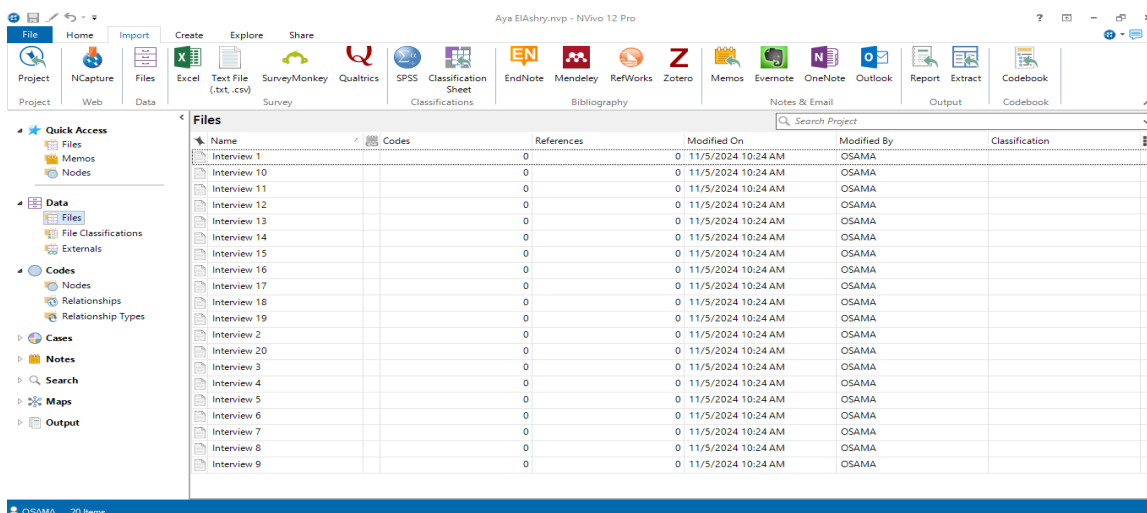 Aya ElAshry.nvp - NVivo 12 Pro
?
File Home Import Create Explore Share
Project NCapture Files Excel Text File (.txt, .csv) SurveyMonkey Qualtrics SPSS Classification Sheet EndNote Mendeley RefWorks Zotero Memos Evernote OneNote Outlook Report Extract Codebook
Project Web Data Survey Classifications Bibliography Notes & Email Output Codebook
Quick Access
Files
Memos
Nodes
Data
Files
File Classifications
Externals
Codes
Nodes
Relationships
Relationship Types
Cases
Notes
Search
Maps
Output
Files Search Project
Name Codes References Modified On Modified By Classification
Interview 1 0 0 11/5/2024 10:24 AM OSAMA
Interview 10 0 0 11/5/2024 10:24 AM OSAMA
Interview 11 0 0 11/5/2024 10:24 AM OSAMA
Interview 12 0 0 11/5/2024 10:24 AM OSAMA
Interview 13 0 0 11/5/2024 10:24 AM OSAMA
Interview 14 0 0 11/5/2024 10:24 AM OSAMA
Interview 15 0 0 11/5/2024 10:24 AM OSAMA
Interview 16 0 0 11/5/2024 10:24 AM OSAMA
Interview 17 0 0 11/5/2024 10:24 AM OSAMA
Interview 18 0 0 11/5/2024 10:24 AM OSAMA
Interview 19 0 0 11/5/2024 10:24 AM OSAMA
Interview 2 0 0 11/5/2024 10:24 AM OSAMA
Interview 20 0 0 11/5/2024 10:24 AM OSAMA
Interview 3 0 0 11/5/2024 10:24 AM OSAMA
Interview 4 0 0 11/5/2024 10:24 AM OSAMA
Interview 5 0 0 11/5/2024 10:24 AM OSAMA
Interview 6 0 0 11/5/2024 10:24 AM OSAMA
Interview 7 0 0 11/5/2024 10:24 AM OSAMA
Interview 8 0 0 11/5/2024 10:24 AM OSAMA
Interview 9 0 0 11/5/2024 10:24 AM OSAMA
OSAMA 20 Items